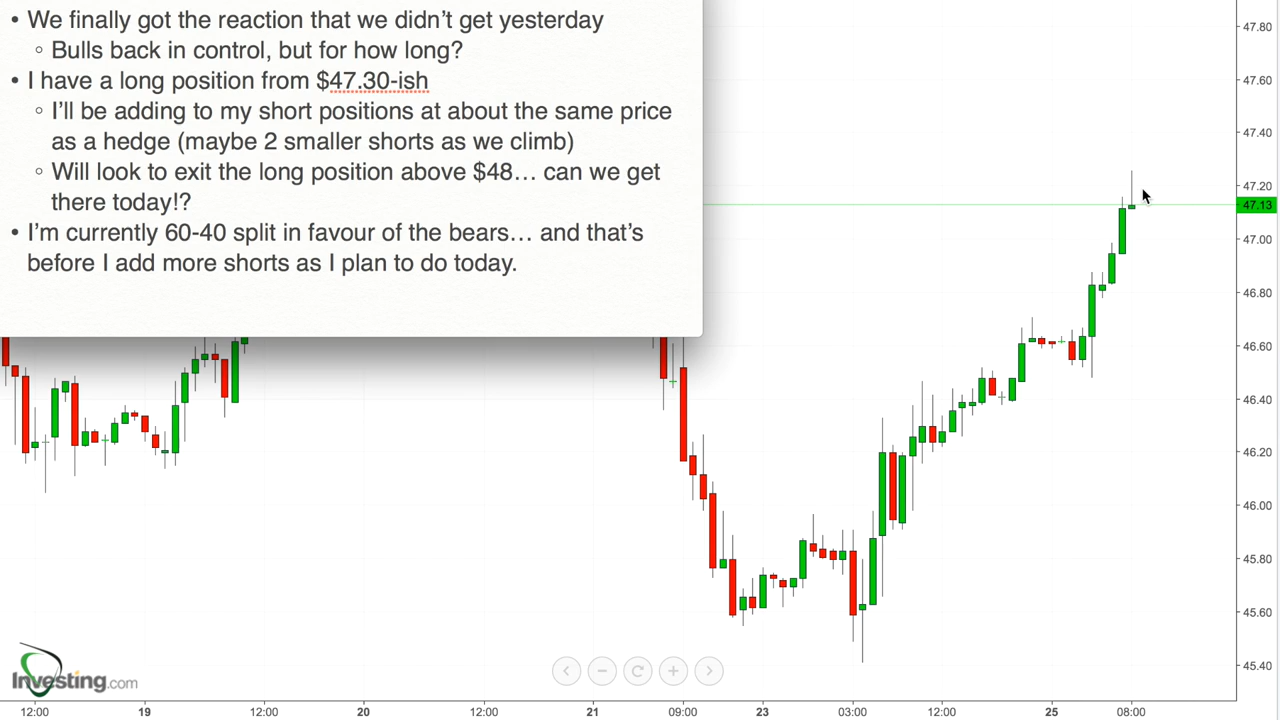 • We finally got the reaction that we didn’t get yesterday
◦ Bulls back in control, but for how long?
• I have a long position from $47.30-ish
◦ I’ll be adding to my short positions at about the same price
as a hedge (maybe 2 smaller shorts as we climb)
◦ Will look to exit the long position above $48… can we get
there today!?
• I’m currently 60-40 split in favour of the bears… and that’s
before I add more shorts as I plan to do today.
47.80
47.60
47.40
47.20
47.13
47.00
46.80
46.60
46.40
46.20
46.00
45.80
45.60
45.40
Investing.com
12:00 19 12:00 20 12:00 21 09:00 23 03:00 12:00 25 08:00